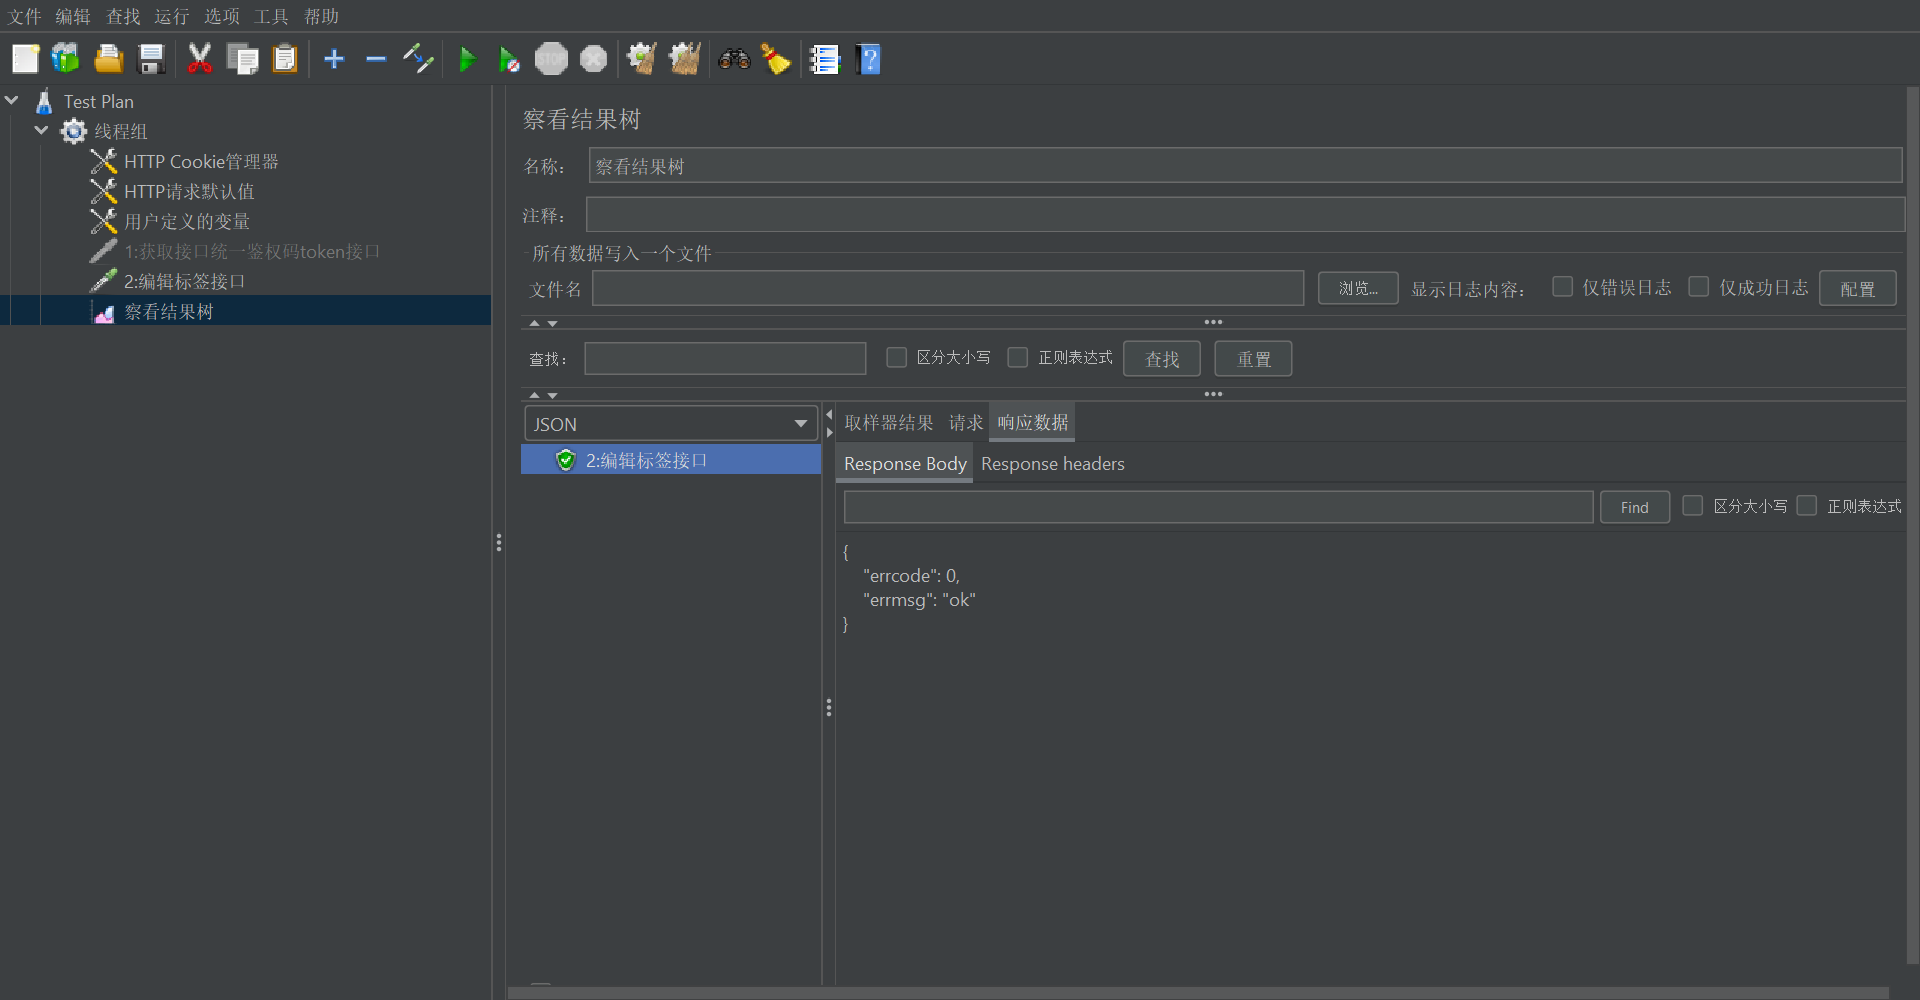 文件 编辑 查找 运行 选项 工具 帮助
STOP
Test Plan
线程组
HTTP Cookie管理器
HTTP请求默认值
用户定义的变量
1:获取接口统一鉴权码token接口
2:编辑标签接口
察看结果树
察看结果树
名称： 察看结果树
注释：
所有数据写入一个文件
文件名 浏览... 显示日志内容： 仅错误日志 仅成功日志 配置
查找： 区分大小写 正则表达式 查找 重置
JSON
2:编辑标签接口
取样器结果 请求 响应数据
Response Body Response headers
Find 区分大小写 正则表达式
{
"errcode": 0,
"errmsg": "ok"
}